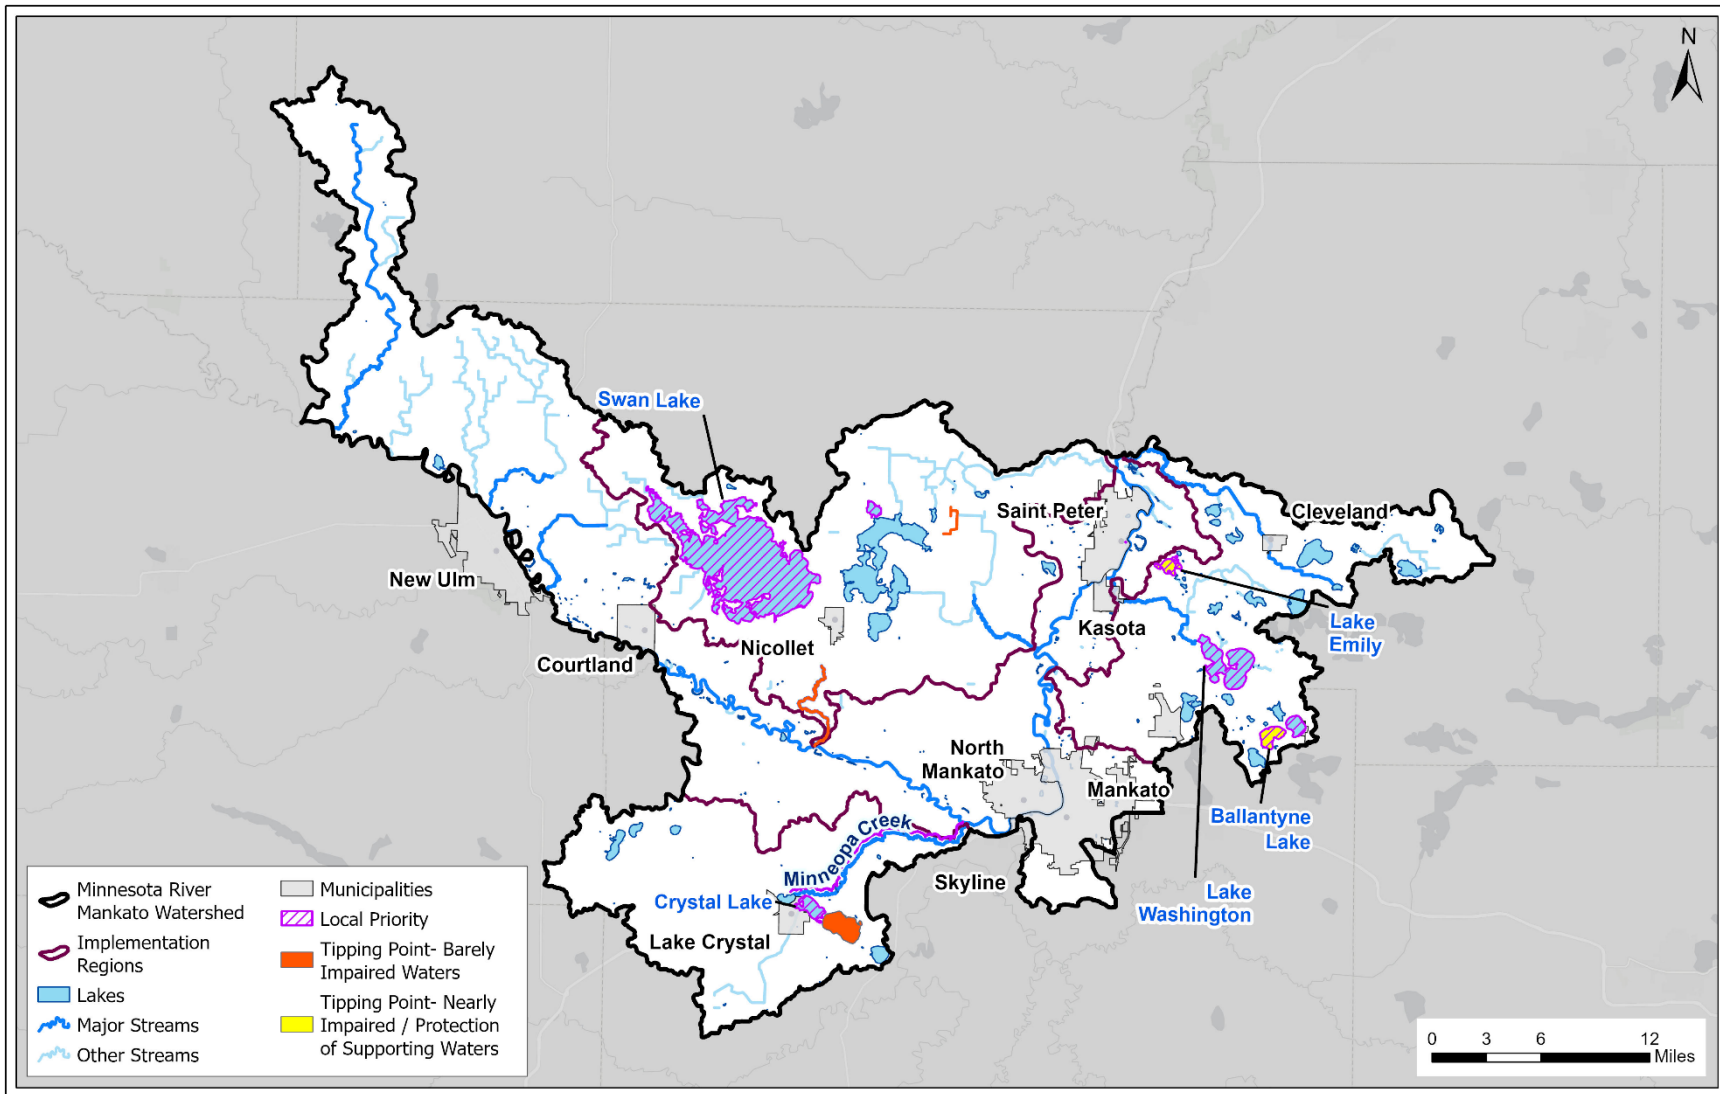 N
Swan Lake
Saint Peter
Cleveland
New Ulm
Lake
Emily
Kasota
Nicollet
Courtland
North
Mankato
Mankato
Ballantyne
Lake
Minneopa Creek
Skyline
Crystal Lake
Lake
Washington
Lake Crystal
Minnesota River
Mankato Watershed
Implementation
Regions
Lakes
Major Streams
Other Streams
Municipalities
Local Priority
Tipping Point- Barely
Impaired Waters
Tipping Point- Nearly
Impaired / Protection
of Supporting Waters
0 3 6 12
Miles